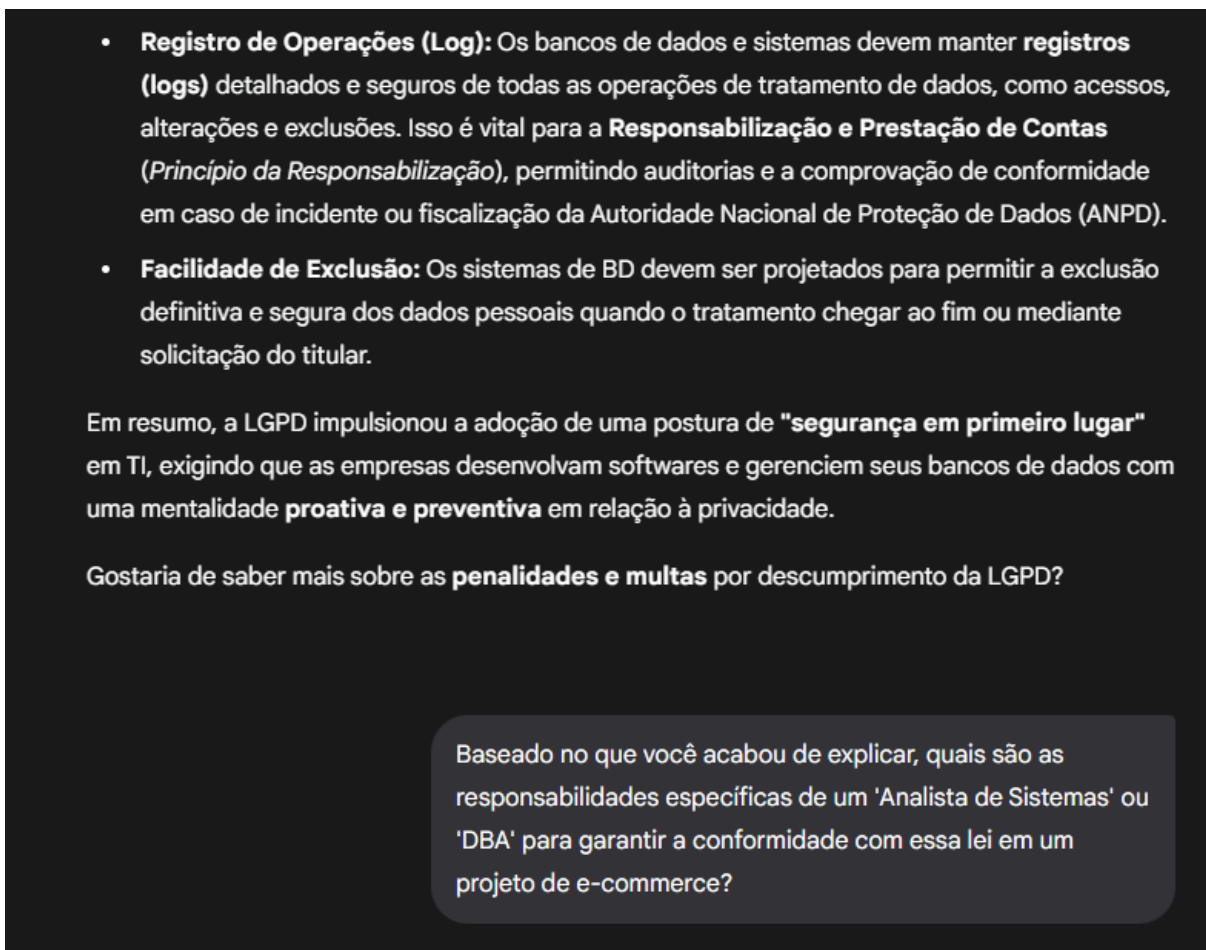 • Registro de Operações (Log): Os bancos de dados e sistemas devem manter registros
(logs) detalhados e seguros de todas as operações de tratamento de dados, como acessos,
alterações e exclusões. Isso é vital para a Responsabilização e Prestação de Contas
(Princípio da Responsabilização), permitindo auditorias e a comprovação de conformidade
em caso de incidente ou fiscalização da Autoridade Nacional de Proteção de Dados (ANPD).
• Facilidade de Exclusão: Os sistemas de BD devem ser projetados para permitir a exclusão
definitiva e segura dos dados pessoais quando o tratamento chegar ao fim ou mediante
solicitação do titular.
Em resumo, a LGPD impulsionou a adoção de uma postura de "segurança em primeiro lugar"
em TI, exigindo que as empresas desenvolvam softwares e gerenciem seus bancos de dados com
uma mentalidade proativa e preventiva em relação à privacidade.
Gostaria de saber mais sobre as penalidades e multas por descumprimento da LGPD?
Baseado no que você acabou de explicar, quais são as
responsabilidades específicas de um 'Analista de Sistemas' ou
'DBA' para garantir a conformidade com essa lei em um
projeto de e-commerce?